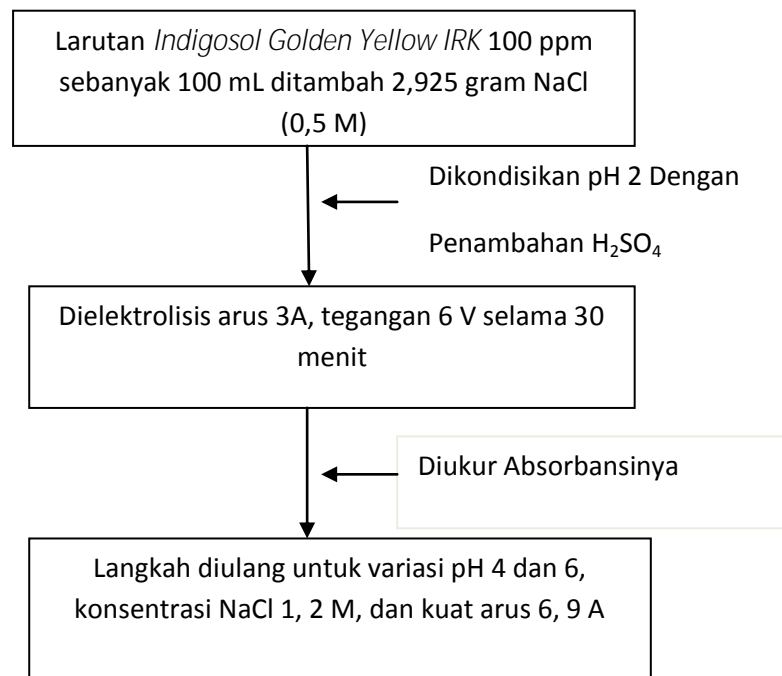 Larutan Indigosol Golden Yellow IRK 100 ppm
sebanyak 100 mL ditambah 2,925 gram NaCl
(0,5 M)
Dikondisikan pH 2 Dengan
Penambahan H₂SO₄
Dielektrolisis arus 3A, tegangan 6 V selama 30
menit
Diukur Absorbansinya
Langkah diulang untuk variasi pH 4 dan 6,
konsentrasi NaCl 1, 2 M, dan kuat arus 6, 9 A